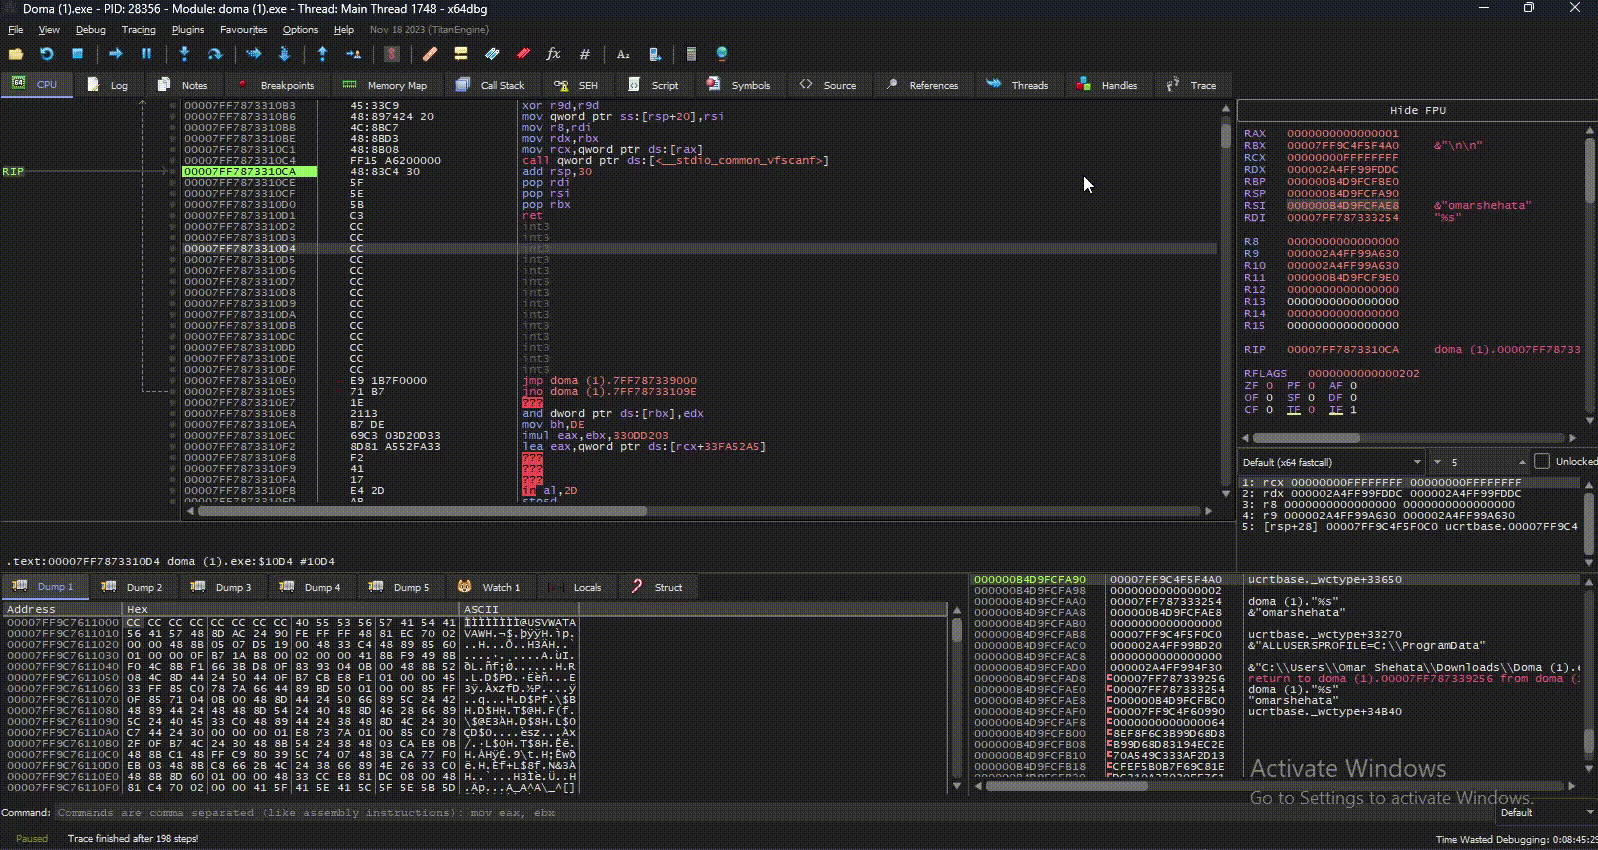 Doma (1).exe - PID: 28356 - Module: doma (1).exe - Thread: Main Thread 1748 - x64dbg
File View Debug Tracing Plugins Favourites Options Help Nov 18 2023 (TitanEngine)
CPU Log Notes Breakpoints Memory Map Call Stack SEH Script Symbols Source References Threads Handles Trace
00007FF7873310B3 45:33C9 xor r9d,r9d
00007FF7873310B6 48:897424 20 mov qword ptr ss:[rsp+20],rsi
00007FF7873310BB 4C:8BC7 mov r8,rdi
00007FF7873310BE 48:8BD3 mov rdx,rbx
00007FF7873310C1 48:8B08 mov rcx,qword ptr ds:[rax]
00007FF7873310C4 FF15 A6200000 call qword ptr ds:[<__stdio_common_vfscanf>]
RIP 00007FF7873310CA 48:83C4 30 add rsp,30
00007FF7873310CE 5F pop rdi
00007FF7873310CF 5E pop rsi
00007FF7873310D0 5B pop rbx
00007FF7873310D1 C3 ret
00007FF7873310D2 CC int3
00007FF7873310D3 CC int3
00007FF7873310D4 CC int3
00007FF7873310D5 CC int3
00007FF7873310D6 CC int3
00007FF7873310D7 CC int3
00007FF7873310D8 CC int3
00007FF7873310D9 CC int3
00007FF7873310DA CC int3
00007FF7873310DB CC int3
00007FF7873310DC CC int3
00007FF7873310DD CC int3
00007FF7873310DE CC int3
00007FF7873310DF CC int3
00007FF7873310E0 E9 1B7F0000 jmp doma (1).7FF787339000
00007FF7873310E5 71 B7 jno doma (1).7FF78733109E
00007FF7873310E7 1E ???
00007FF7873310E8 2113 and dword ptr ds:[rbx],edx
00007FF7873310EA B7 DE mov bh,DE
00007FF7873310EC 69C3 03D20D33 imul eax,ebx,330DD203
00007FF7873310F2 8D81 A552FA33 lea eax,qword ptr ds:[rcx+33FA52A5]
00007FF7873310F8 F2 ???
00007FF7873310F9 41 ???
00007FF7873310FA 17 ???
00007FF7873310FB E4 2D in al,2D
.text:00007FF7873310D4 doma (1).exe:$10D4 #10D4
Hide FPU
RAX 0000000000000001
RBX 00007FF9C4F5F4A0 &"\n\n"
RCX 00000000FFFFFFFF
RDX 000002A4FF99FDDC
RBP 000000B4D9FCFBE0
RSP 000000B4D9FCFA90
RSI 000000B4D9FCFAE8 &"omarshehata"
RDI 00007FF787333254 "%s"
R8 0000000000000000
R9 000002A4FF99A630
R10 000002A4FF99A630
R11 000000B4D9FCF9E0
R12 0000000000000000
R13 0000000000000000
R14 0000000000000000
R15 0000000000000000
RIP 00007FF7873310CA doma (1).00007FF78733
RFLAGS 0000000000000202
ZF 0 PF 0 AF 0
OF 0 SF 0 DF 0
CF 0 TF 0 IF 1
Default (x64 fastcall) 5 Unlocked
1: rcx 00000000FFFFFFFF 00000000FFFFFFFF
2: rdx 000002A4FF99FDDC 000002A4FF99FDDC
3: r8 0000000000000000 0000000000000000
4: r9 000002A4FF99A630 000002A4FF99A630
5: [rsp+28] 00007FF9C4F5F0C0 ucrtbase.00007FF9C4
Dump 1 Dump 2 Dump 3 Dump 4 Dump 5 Watch 1 Locals Struct
Address Hex ASCII
00007FF9C7611000 CC CC CC CC CC CC CC CC 40 55 53 56 57 41 54 41 ÌÌÌÌÌÌÌÌ@USVWATA
00007FF9C7611010 56 41 57 48 8D AC 24 90 FE FF FF 48 81 EC 70 02 VAWH.¬$.þÿÿH.ìp.
00007FF9C7611020 00 00 48 8B 05 07 D5 19 00 48 33 C4 48 89 85 60 ..H...Õ..H3ÄH..`
00007FF9C7611030 01 00 00 0F B7 1A B8 00 02 00 00 41 8B F9 49 8B
00007FF9C7611040 F0 4C 8B F1 66 3B D8 0F 83 93 04 0B 00 48 8B 52
00007FF9C7611050 08 4C 8D 44 24 50 44 0F B7 CB E8 F1 01 00 00 45
00007FF9C7611060 33 FF 85 C0 78 7A 66 44 89 BD 50 01 00 00 85 FF
00007FF9C7611070 0F 85 71 04 0B 00 48 8D 44 24 50 66 89 5C 24 42
00007FF9C7611080 48 89 44 24 48 48 8D 54 24 40 48 8D 46 28 66 89
00007FF9C7611090 5C 24 40 45 33 C0 48 89 44 24 38 48 8D 4C 24 30
00007FF9C76110A0 C7 44 24 30 00 00 00 01 E8 73 7A 01 00 85 C0 78
00007FF9C76110B0 2F 0F B7 4C 24 30 48 8B 54 24 38 48 03 CA EB 0B
00007FF9C76110C0 48 8B C1 48 FF C9 80 39 5C 74 07 48 3B CA 77 F0
00007FF9C76110D0 EB 03 48 8B C8 66 2B 4C 24 38 66 89 4E 26 33 C0
00007FF9C76110E0 48 8B 8D 60 01 00 00 48 33 CC E8 81 DC 08 00 48
00007FF9C76110F0 81 C4 70 02 00 00 41 5F 41 5E 41 5C 5F 5E 5B 5D .Äp...A_A^A\_^[]
000000B4D9FCFA90 00007FF9C4F5F4A0 ucrtbase._wctype+33650
000000B4D9FCFA98 0000000000000002
000000B4D9FCFAA0 00007FF787333254 doma (1)."%s"
000000B4D9FCFAA8 000000B4D9FCFAE8 &"omarshehata"
000000B4D9FCFAB0 0000000000000000
000000B4D9FCFAB8 00007FF9C4F5F0C0 ucrtbase._wctype+33270
000000B4D9FCFAC0 000002A4FF99BD20 &"ALLUSERSPROFILE=C:\\ProgramData"
000000B4D9FCFAC8 0000000000000000
000000B4D9FCFAD0 000002A4FF994F30 &"C:\\Users\\Omar Shehata\\Downloads\\Doma (1).
000000B4D9FCFAD8 00007FF787339256 return to doma (1).00007FF787339256 from doma (
000000B4D9FCFAE0 00007FF787333254 doma (1)."%s"
000000B4D9FCFAE8 000000B4D9FCFBC0 "omarshehata"
000000B4D9FCFAF0 00007FF9C4F60990 ucrtbase._wctype+34B40
000000B4D9FCFAF8 0000000000000064
000000B4D9FCFB00 8EF8F6C3B99D68D8
000000B4D9FCFB08 B99D68D83194EC2E
000000B4D9FCFB10 70A549C333AF2D13
000000B4D9FCFB18 CFEF5B0B7F69C81E
Activate Windows
Go to Settings to activate Windows.
Command: Commands are comma separated (like assembly instructions): mov eax, ebx Default
Paused Trace finished after 198 steps! Time Wasted Debugging: 0:08:45:25